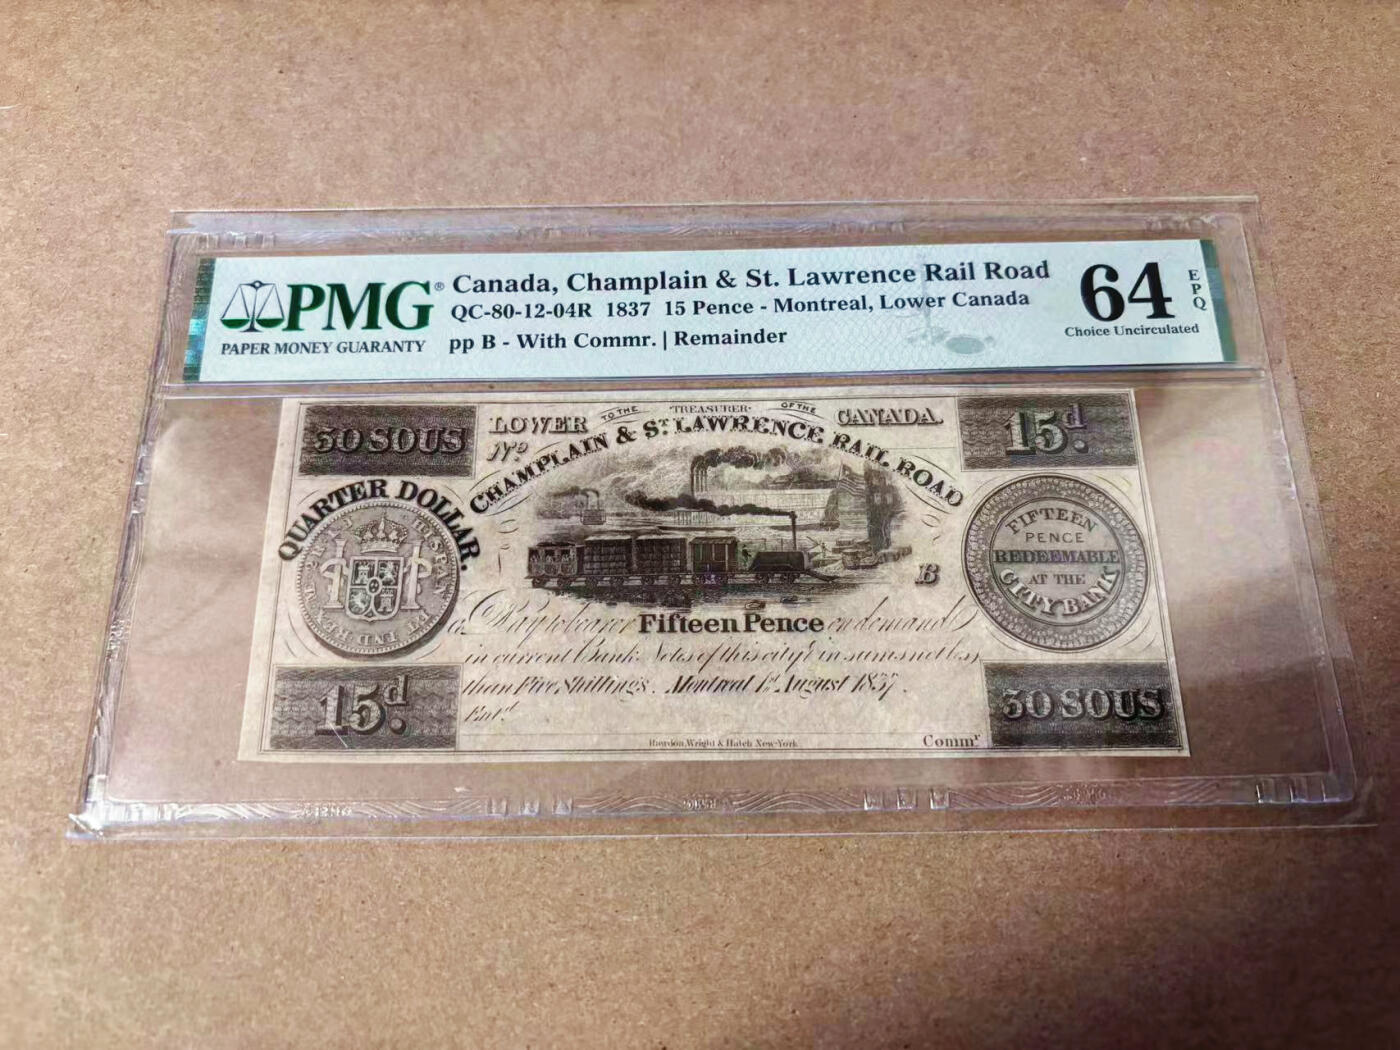 PMG®
PAPER MONEY GUARANTY
Canada, Champlain & St. Lawrence Rail Road
QC-80-12-04R 1837 15 Pence - Montreal, Lower Canada
pp B - With Commr. | Remainder
64
EPQ
Choice Uncirculated
30 SOUS
LOWER TO THE TREASURER OF THE CANADA.
15d.
No
CHAMPLAIN & ST. LAWRENCE RAIL ROAD
QUARTER DOLLAR.
HISPAN
ET IND R
FIFTEEN
PENCE
REDEEMABLE
AT THE
CITY BANK
B
Pay to bearer Fifteen Pence on demand
in current Bank Notes of this city in sums not less
than Five Shillings. Montreal 1st August 1837.
15d.
Entd
30 SOUS
Rawdon, Wright & Hatch New-York
Commr